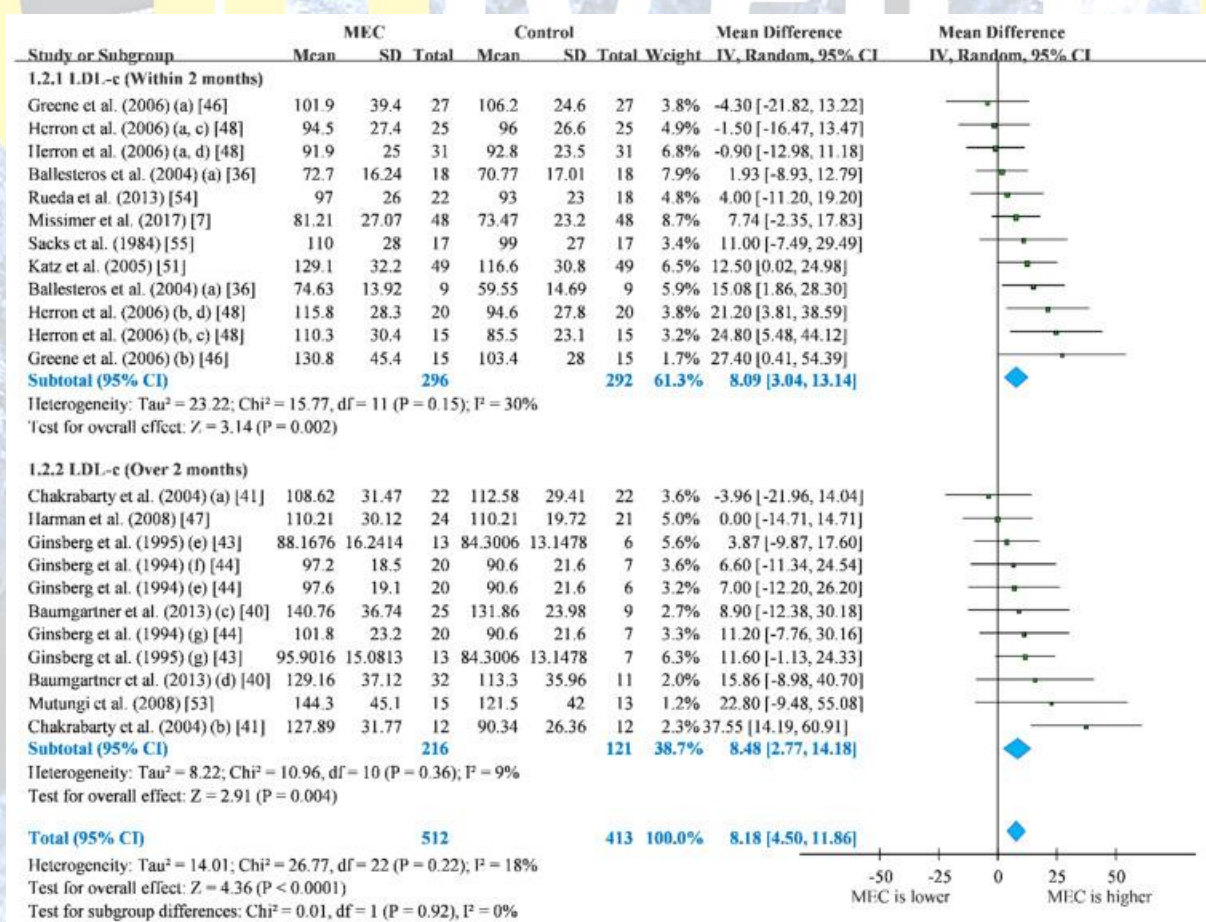 MEC Control Mean Difference Mean Difference
Study or Subgroup Mean SD Total Mean SD Total Weight IV, Random, 95% CI IV, Random, 95% CI
1.2.1 LDL-c (Within 2 months)
Greene et al. (2006) (a) [46] 101.9 39.4 27 106.2 24.6 27 3.8% -4.30 [-21.82, 13.22]
Herron et al. (2006) (a, c) [48] 94.5 27.4 25 96 26.6 25 4.9% -1.50 [-16.47, 13.47]
Herron et al. (2006) (a, d) [48] 91.9 25 31 92.8 23.5 31 6.8% -0.90 [-12.98, 11.18]
Ballesteros et al. (2004) (a) [36] 72.7 16.24 18 70.77 17.01 18 7.9% 1.93 [-8.93, 12.79]
Rueda et al. (2013) [54] 97 26 22 93 23 18 4.8% 4.00 [-11.20, 19.20]
Missimer et al. (2017) [7] 81.21 27.07 48 73.47 23.2 48 8.7% 7.74 [-2.35, 17.83]
Sacks et al. (1984) [55] 110 28 17 99 27 17 3.4% 11.00 [-7.49, 29.49]
Katz et al. (2005) [51] 129.1 32.2 49 116.6 30.8 49 6.5% 12.50 [0.02, 24.98]
Ballesteros et al. (2004) (a) [36] 74.63 13.92 9 59.55 14.69 9 5.9% 15.08 [1.86, 28.30]
Herron et al. (2006) (b, d) [48] 115.8 28.3 20 94.6 27.8 20 3.8% 21.20 [3.81, 38.59]
Herron et al. (2006) (b, c) [48] 110.3 30.4 15 85.5 23.1 15 3.2% 24.80 [5.48, 44.12]
Greene et al. (2006) (b) [46] 130.8 45.4 15 103.4 28 15 1.7% 27.40 [0.41, 54.39]
Subtotal (95% CI) 296 292 61.3% 8.09 [3.04, 13.14]
Heterogeneity: Tau² = 23.22; Chi² = 15.77, df = 11 (P = 0.15); I² = 30%
Test for overall effect: Z = 3.14 (P = 0.002)
1.2.2 LDL-c (Over 2 months)
Chakrabarty et al. (2004) (a) [41] 108.62 31.47 22 112.58 29.41 22 3.6% -3.96 [-21.96, 14.04]
Harman et al. (2008) [47] 110.21 30.12 24 110.21 19.72 21 5.0% 0.00 [-14.71, 14.71]
Ginsberg et al. (1995) (e) [43] 88.1676 16.2414 13 84.3006 13.1478 6 5.6% 3.87 [-9.87, 17.60]
Ginsberg et al. (1994) (f) [44] 97.2 18.5 20 90.6 21.6 7 3.6% 6.60 [-11.34, 24.54]
Ginsberg et al. (1994) (e) [44] 97.6 19.1 20 90.6 21.6 6 3.2% 7.00 [-12.20, 26.20]
Baumgartner et al. (2013) (c) [40] 140.76 36.74 25 131.86 23.98 9 2.7% 8.90 [-12.38, 30.18]
Ginsberg et al. (1994) (g) [44] 101.8 23.2 20 90.6 21.6 7 3.3% 11.20 [-7.76, 30.16]
Ginsberg et al. (1995) (g) [43] 95.9016 15.0813 13 84.3006 13.1478 7 6.3% 11.60 [-1.13, 24.33]
Baumgartner et al. (2013) (d) [40] 129.16 37.12 32 113.3 35.96 11 2.0% 15.86 [-8.98, 40.70]
Mutungi et al. (2008) [53] 144.3 45.1 15 121.5 42 13 1.2% 22.80 [-9.48, 55.08]
Chakrabarty et al. (2004) (b) [41] 127.89 31.77 12 90.34 26.36 12 2.3% 37.55 [14.19, 60.91]
Subtotal (95% CI) 216 121 38.7% 8.48 [2.77, 14.18]
Heterogeneity: Tau² = 8.22; Chi² = 10.96, df = 10 (P = 0.36); I² = 9%
Test for overall effect: Z = 2.91 (P = 0.004)
Total (95% CI) 512 413 100.0% 8.18 [4.50, 11.86]
Heterogeneity: Tau² = 14.01; Chi² = 26.77, df = 22 (P = 0.22); I² = 18%
Test for overall effect: Z = 4.36 (P < 0.0001)
Test for subgroup differences: Chi² = 0.01, df = 1 (P = 0.92), I² = 0%
-50 -25 0 25 50
MEC is lower MEC is higher